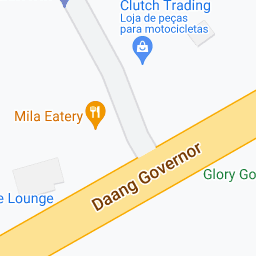 Clutch Trading
Loja de peças
para motocicletas
Mila Eatery
Daang Governor
Glory Go
e Lounge